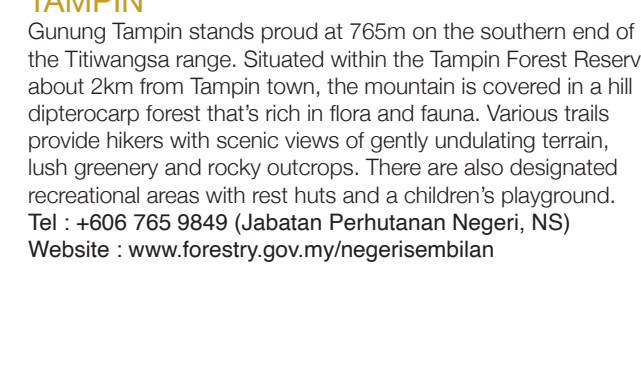 TAMPIN
Gunung Tampin stands proud at 765m on the southern end of
the Titiwangsa range. Situated within the Tampin Forest Reserv
about 2km from Tampin town, the mountain is covered in a hill
dipterocarp forest that’s rich in flora and fauna. Various trails
provide hikers with scenic views of gently undulating terrain,
lush greenery and rocky outcrops. There are also designated
recreational areas with rest huts and a children’s playground.
Tel : +606 765 9849 (Jabatan Perhutanan Negeri, NS)
Website : www.forestry.gov.my/negerisembilan